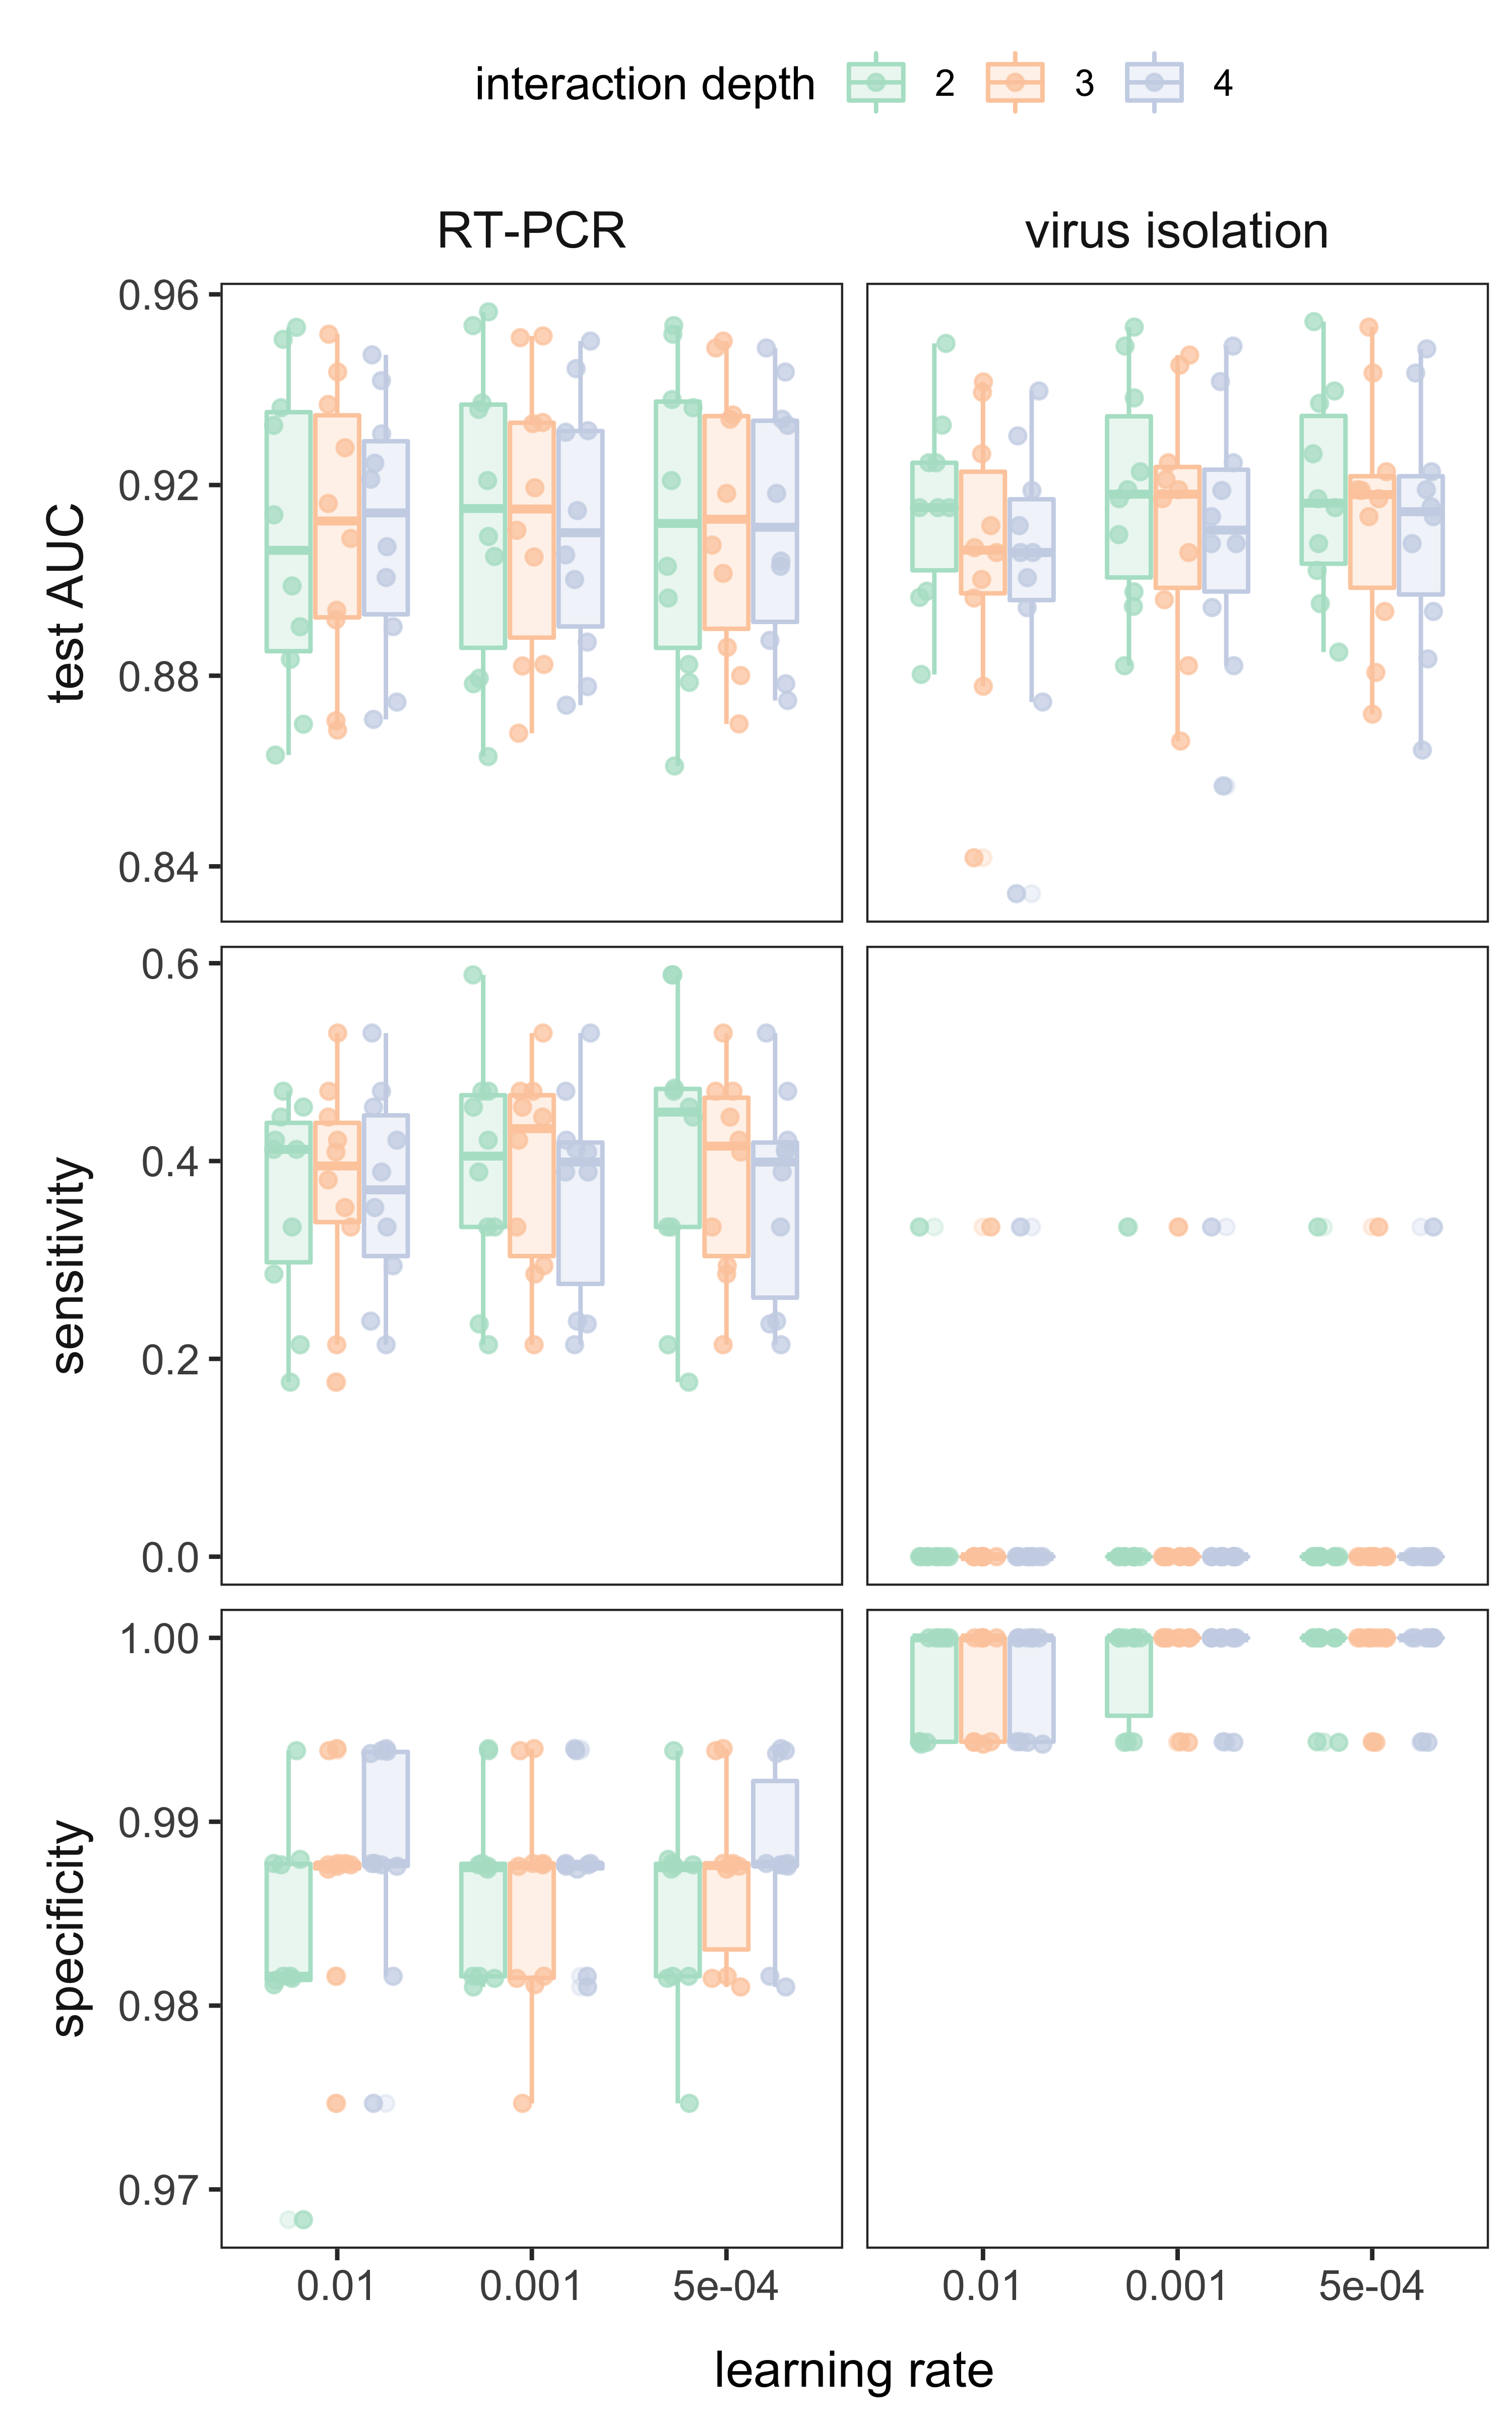 interaction depth 2 3 4
RT-PCR virus isolation
0.96
0.92
0.88
0.84
test AUC
0.6
0.4
0.2
0.0
sensitivity
1.00
0.99
0.98
0.97
specificity
0.01 0.001 5e-04 0.01 0.001 5e-04
learning rate